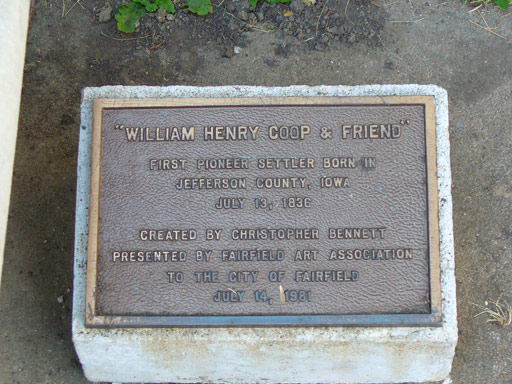 "WILLIAM HENRY COOP & FRIEND"
FIRST PIONEER SETTLER BORN IN
JEFFERSON COUNTY, IOWA
JULY 13, 1836
CREATED BY CHRISTOPHER BENNETT
PRESENTED BY FAIRFIELD ART ASSOCIATION
TO THE CITY OF FAIRFIELD
JULY 14, 1981